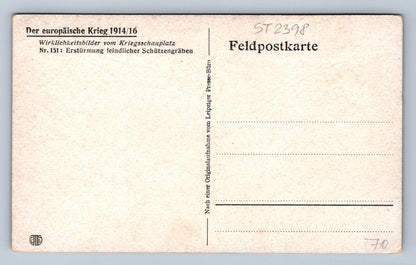 Der europäische Krieg 1914/16
Wirklichkeitsbilder vom Kriegsschauplatz
Nr. 151: Erstürmung feindlicher Schützengräben
ST2398
Feldpostkarte
Nach einer Originalaufnahme vom Leipziger Presse-Büro
70